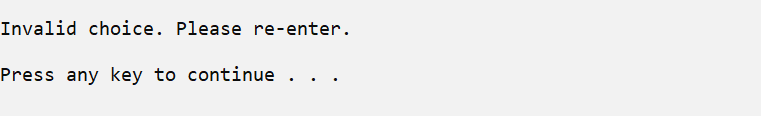 Invalid choice. Please re-enter.
Press any key to continue . . .